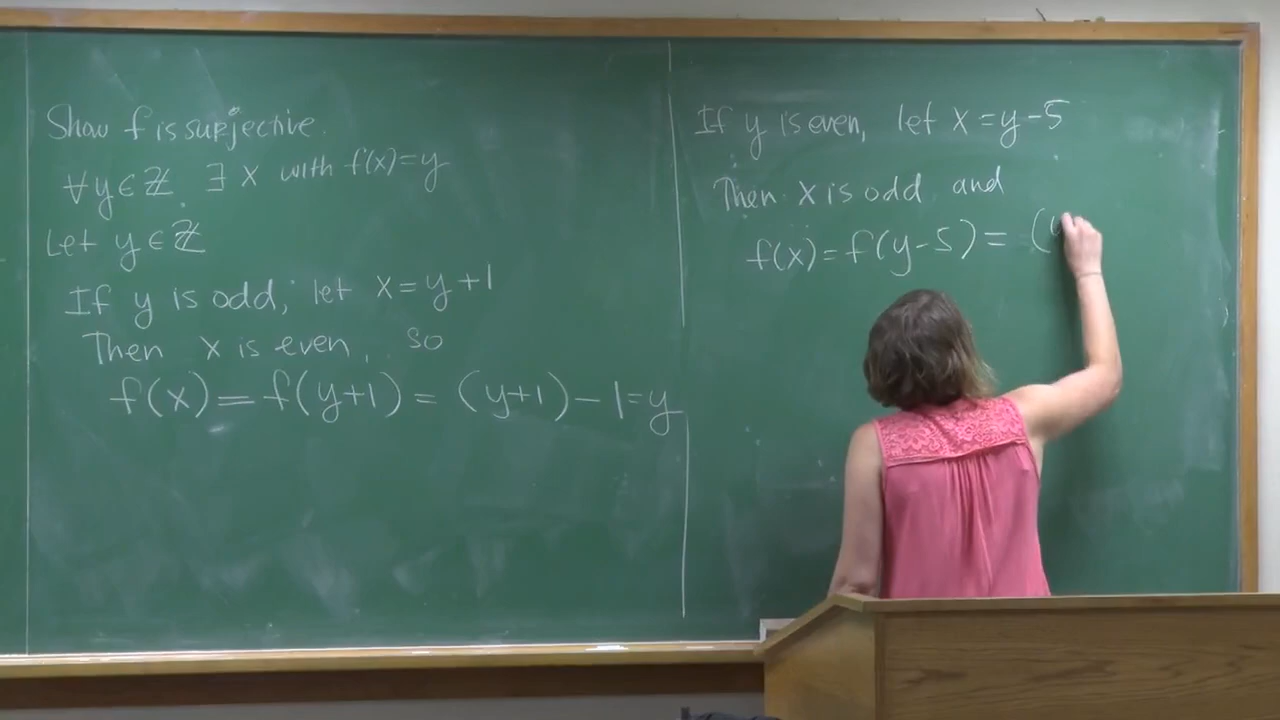 Show f is surjective.
∀y∈ℤ ∃ x with f(x)=y
Let y∈ℤ
If y is odd, let x=y+1
Then x is even, so
f(x)=f(y+1)=(y+1)-1=y
If y is even, let x=y-5
Then x is odd and
f(x)=f(y-5)=(y